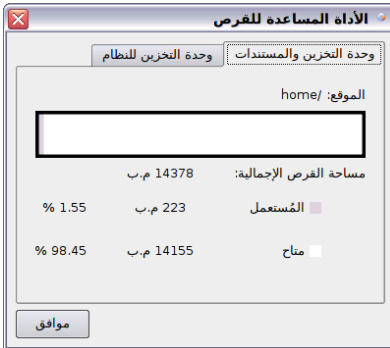 الأداة المساعدة للقرص
وحدة التخزين والمستندات وحدة التخزين للنظام
الموقع: /home
مساحة القرص الإجمالية: 14378 م.ب
المُستعمل 223 م.ب 1.55 %
متاح 14155 م.ب 98.45 %
موافق